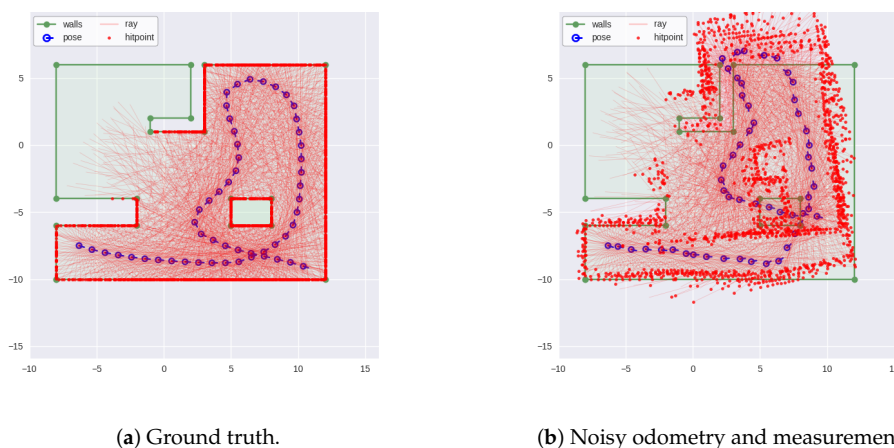 walls ray
pose hitpoint
5
0
−5
−10
−15
−10 −5 0 5 10 15
(a) Ground truth.
walls ray
pose hitpoint
5
0
−5
−10
−15
−10 −5 0 5 10
(b) Noisy odometry and